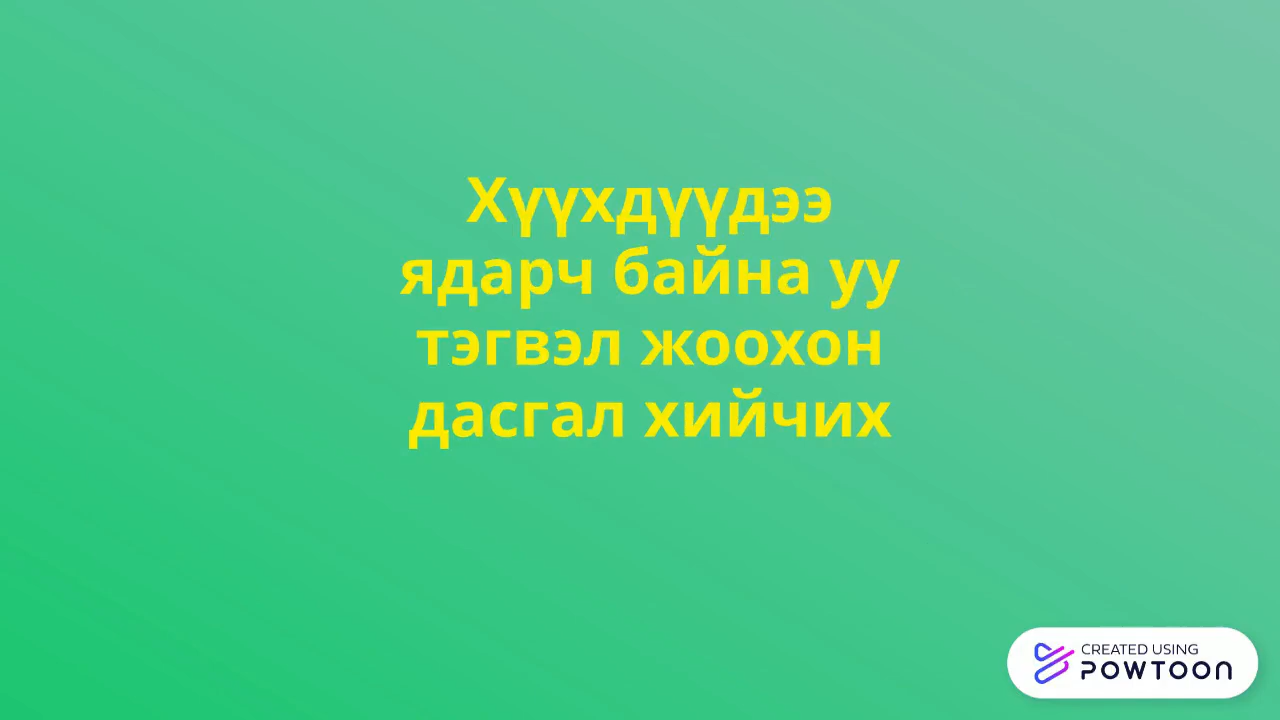 Хүүхдүүдээ
ядарч байна уу
тэгвэл жоохон
дасгал хийчих
CREATED USING
POWTOON